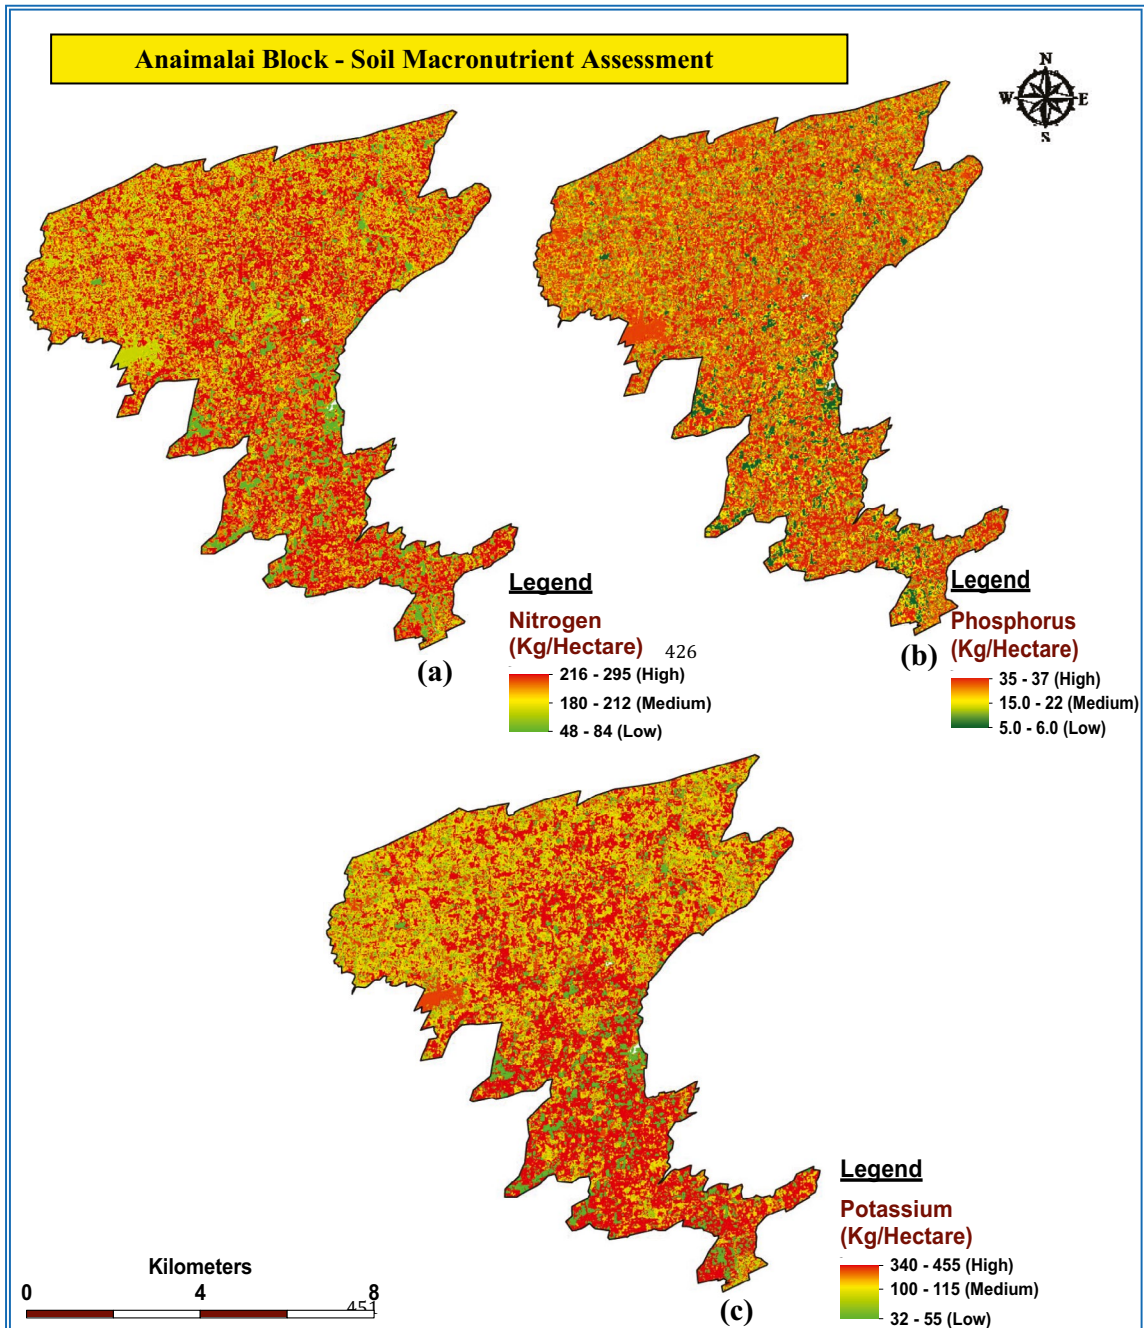 Anaimalai Block - Soil Macronutrient Assessment
N
W E
S
Legend
Nitrogen
(Kg/Hectare) 426
216 - 295 (High)
180 - 212 (Medium)
48 - 84 (Low)
(a)
Legend
Phosphorus
(Kg/Hectare)
35 - 37 (High)
15.0 - 22 (Medium)
5.0 - 6.0 (Low)
(b)
Legend
Potassium
(Kg/Hectare)
340 - 455 (High)
100 - 115 (Medium)
32 - 55 (Low)
(c)
Kilometers
0 4 8
451